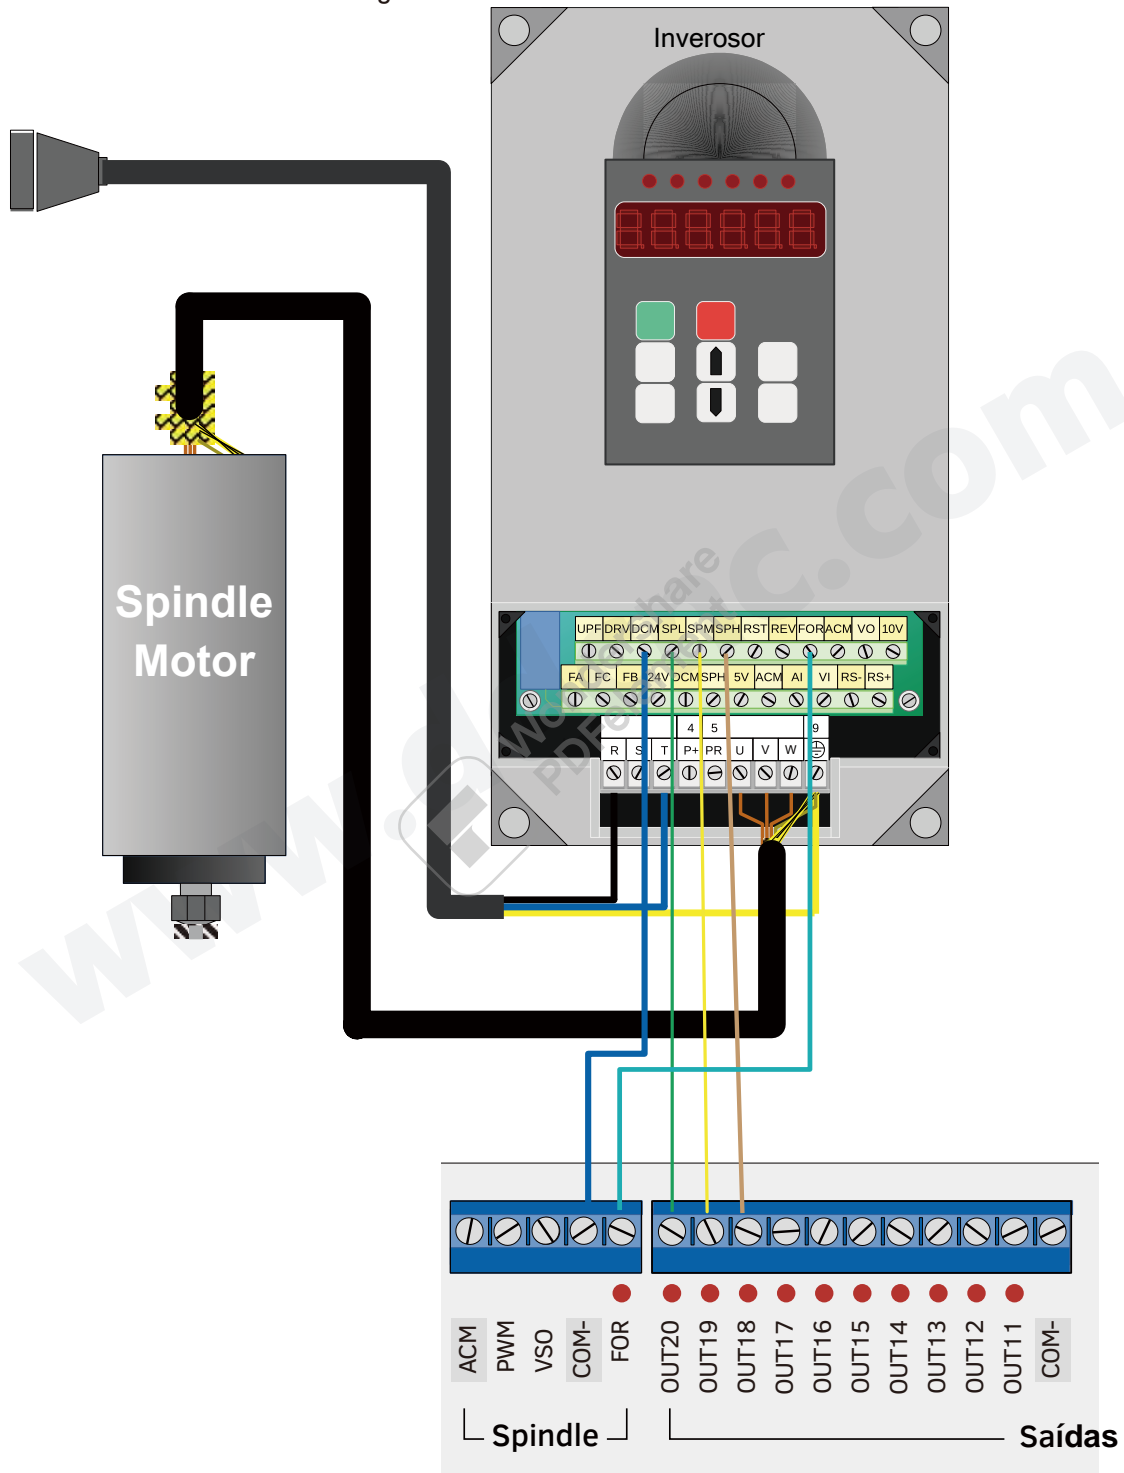 Inverosor
Spindle
Motor
UPF DRV DCM SPL SPM SPH RST REV FOR ACM VO 10V
FA FC FB 24V DCM SPH 5V ACM AI VI RS- RS+
4 5 9
R S T P+ PR U V W
Wondershare
PDFelement
ACM PWM VSO COM- FOR OUT20 OUT19 OUT18 OUT17 OUT16 OUT15 OUT14 OUT13 OUT12 OUT11 COM-
Spindle Saídas